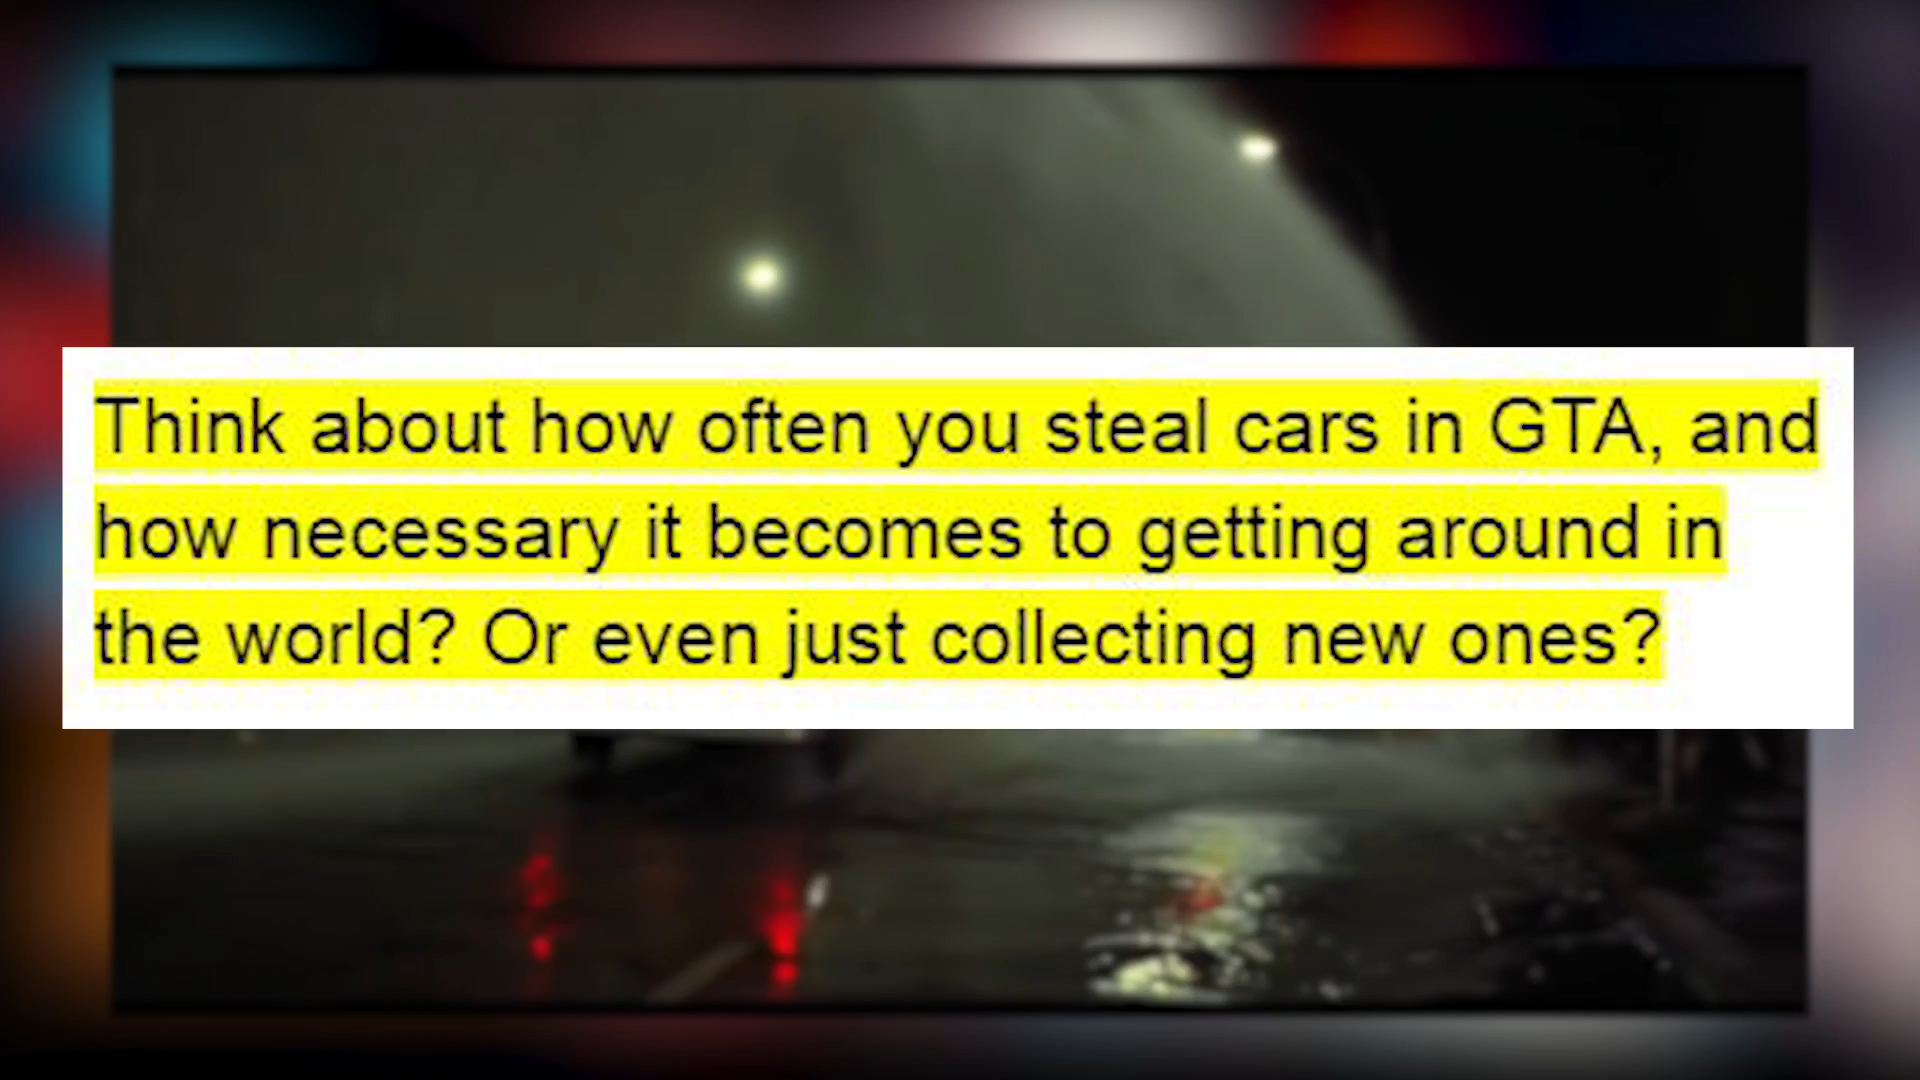 Think about how often you steal cars in GTA, and
how necessary it becomes to getting around in
the world? Or even just collecting new ones?